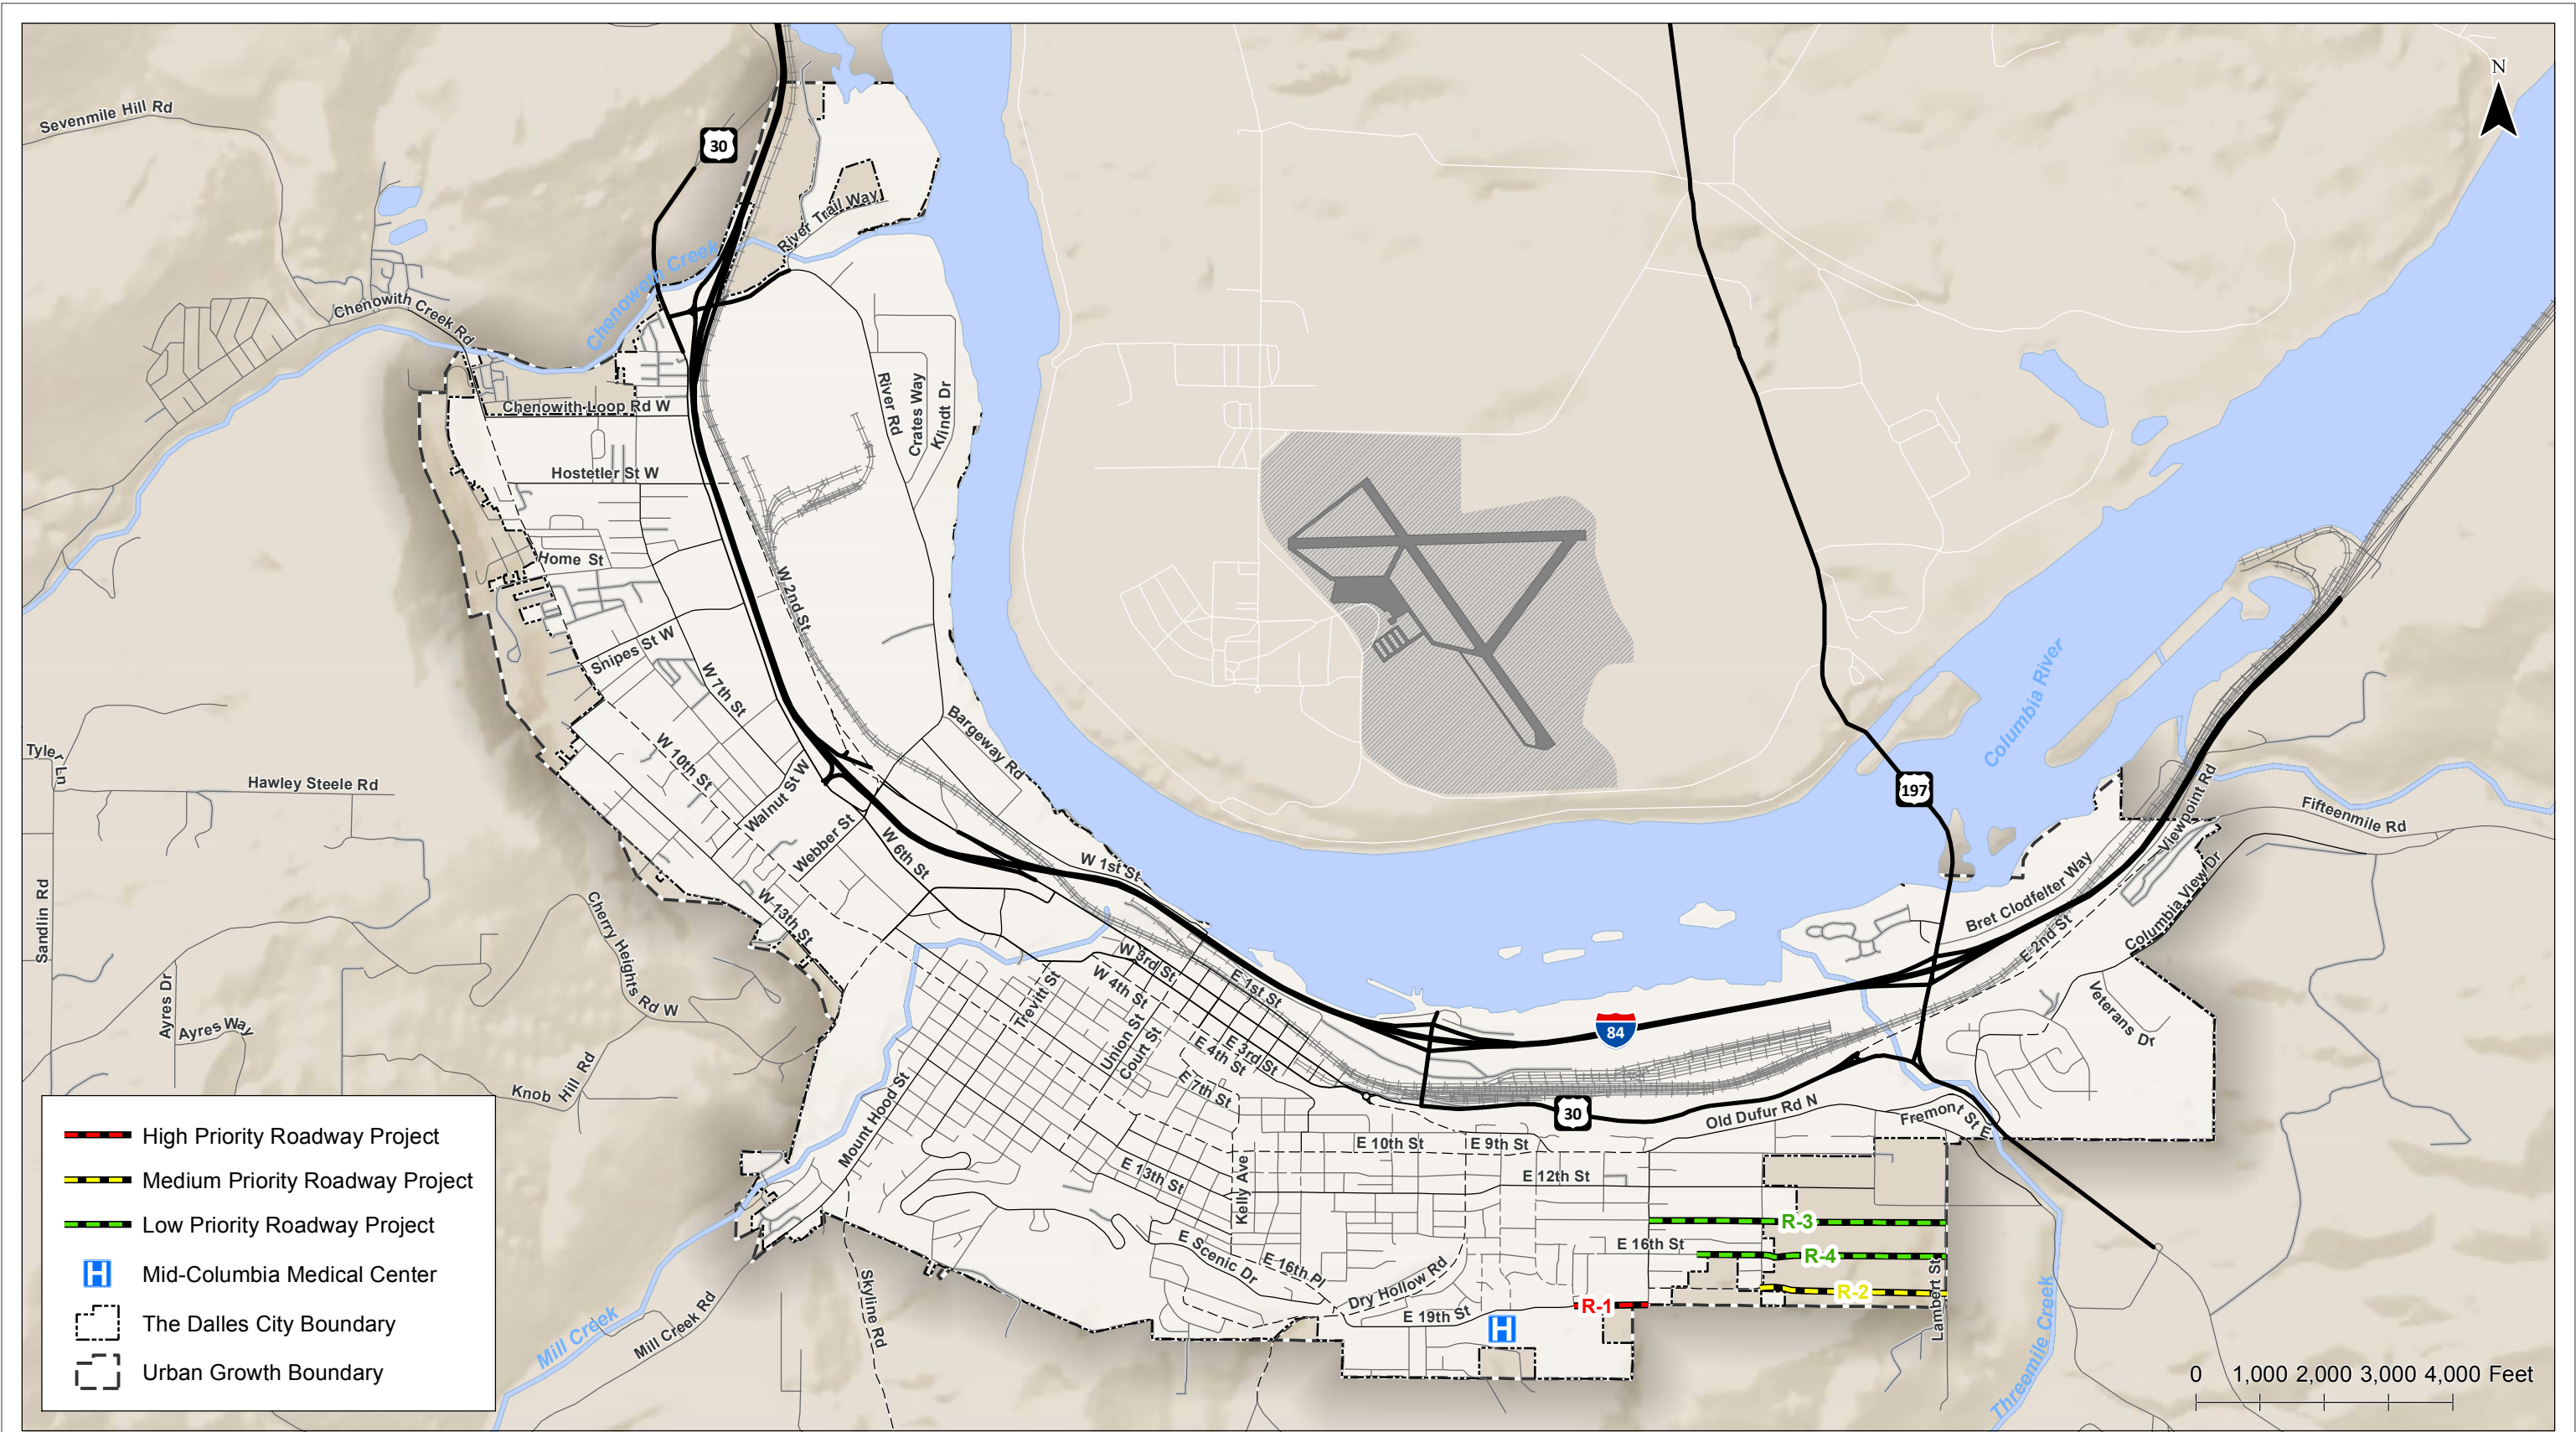 N
Sevenmile Hill Rd
30
River Trail Way
Chenoweth Creek
Chenowith Creek Rd
River Rd
Crates Way
Klindt Dr
Chenowith Loop Rd W
Hostetler St W
Home St
W 2nd St
Snipes St W
W 7th St
Bargeway Rd
W 10th St
Tyler Ln
Hawley Steele Rd
Walnut St W
Webber St
W 6th St
W 1st St
Columbia River
197
Viewpoint Rd
Fifteenmile Rd
Bret Clodfelter Way
Columbia View Dr
E 2nd St
Sandlin Rd
Cherry Heights Rd W
W 13th St
W 3rd St
W 4th St
E 1st St
Trevitt St
Union St
Court St
E 3rd St
E 4th St
E 7th St
Ayres Dr
Ayres Way
Veterans Dr
84
Knob Hill Rd
Mount Hood St
30
Old Dufur Rd N
Fremont St E
E 10th St
E 9th St
E 12th St
E 13th St
Kelly Ave
R-3
E 16th St
R-4
E Scenic Dr
E 16th Pl
Dry Hollow Rd
R-2
R-1
E 19th St
H
Lambert St
Skyline Rd
Mill Creek
Mill Creek Rd
Threemile Creek
High Priority Roadway Project
Medium Priority Roadway Project
Low Priority Roadway Project
H Mid-Columbia Medical Center
The Dalles City Boundary
Urban Growth Boundary
0 1,000 2,000 3,000 4,000 Feet